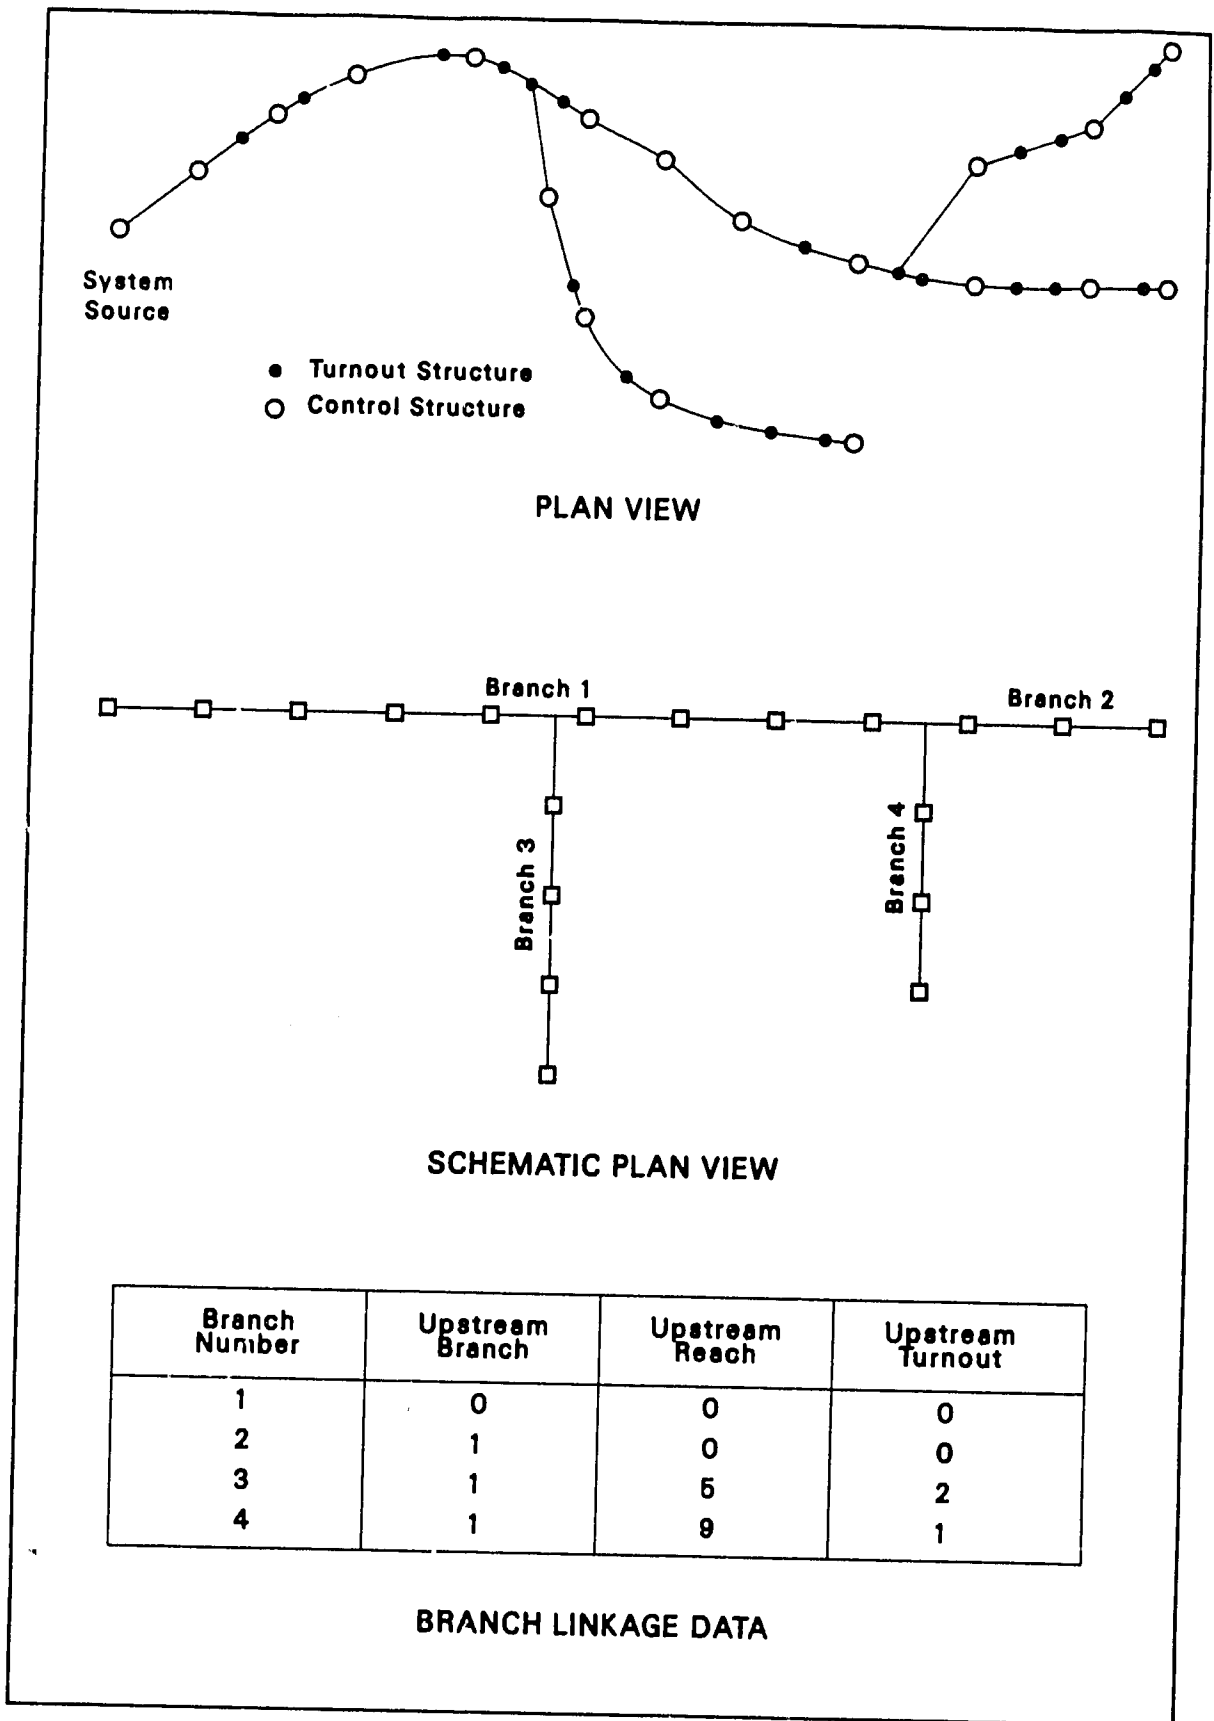 System
Source
Turnout Structure
Control Structure
PLAN VIEW
Branch 1
Branch 2
Branch 3
Branch 4
SCHEMATIC PLAN VIEW
Branch Number Upstream Branch Upstream Reach Upstream Turnout
1 0 0 0
2 1 0 0
3 1 5 2
4 1 9 1
BRANCH LINKAGE DATA